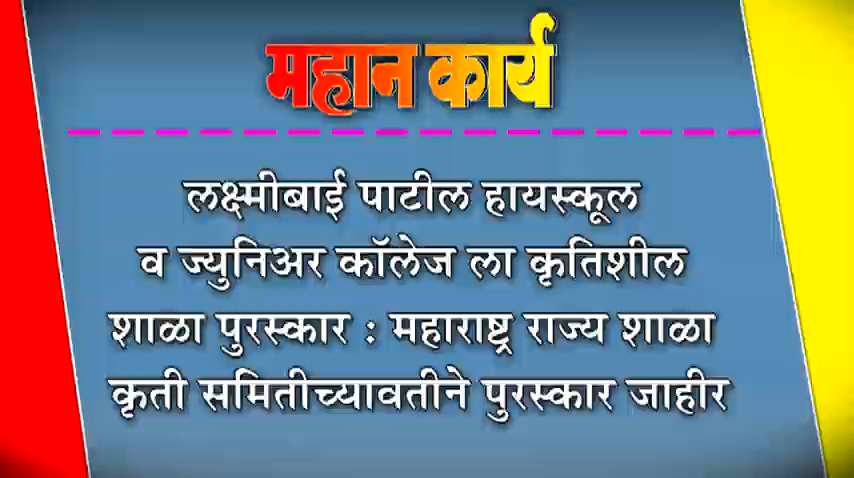 महान कार्य
लक्ष्मीबाई पाटील हायस्कूल
व ज्युनिअर कॉलेज ला कृतिशील
शाळा पुरस्कार : महाराष्ट्र राज्य शाळा
कृती समितीच्यावतीने पुरस्कार जाहीर